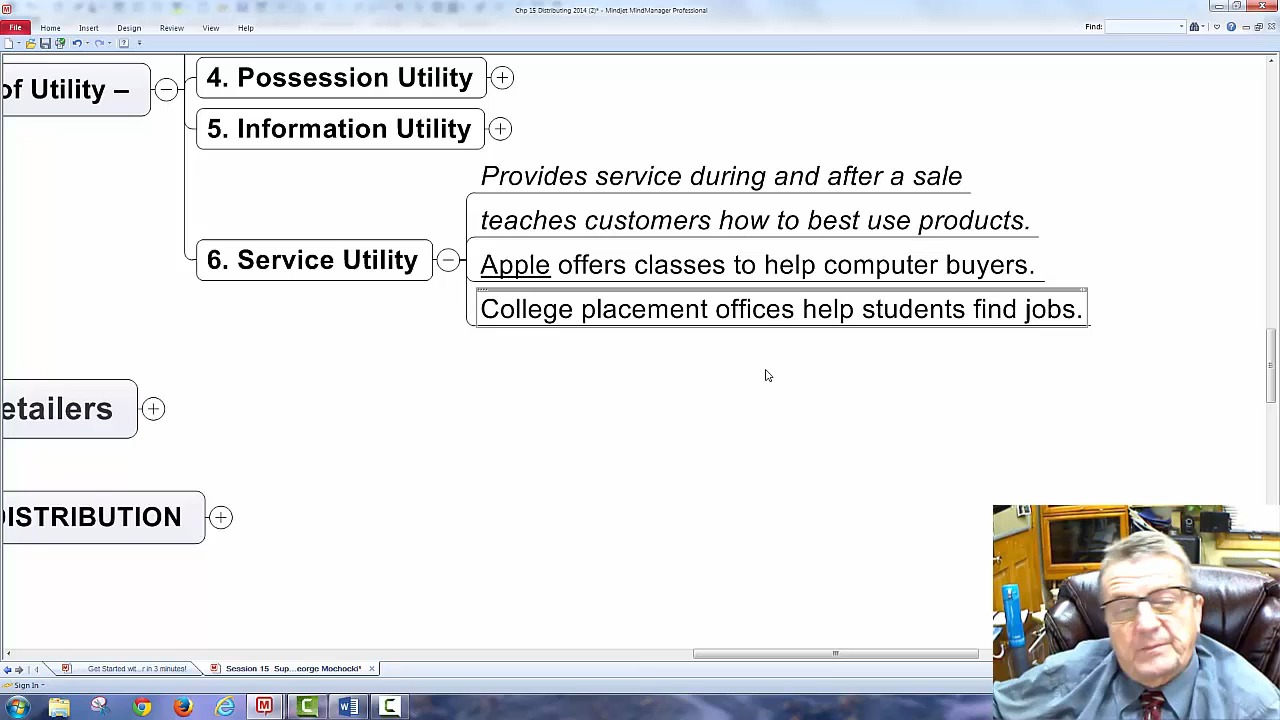 Chp 15 Distributing 2014 (2)* - Mindjet MindManager Professional
File Home Insert Design Review View Help Find:
4. Possession Utility
of Utility –
5. Information Utility
Provides service during and after a sale
teaches customers how to best use products.
6. Service Utility
Apple offers classes to help computer buyers.
College placement offices help students find jobs.
etailers
ISTRIBUTION
Get Started wit...r in 3 minutes! Session 15 Sup...eorge Mochocki*
Sign In